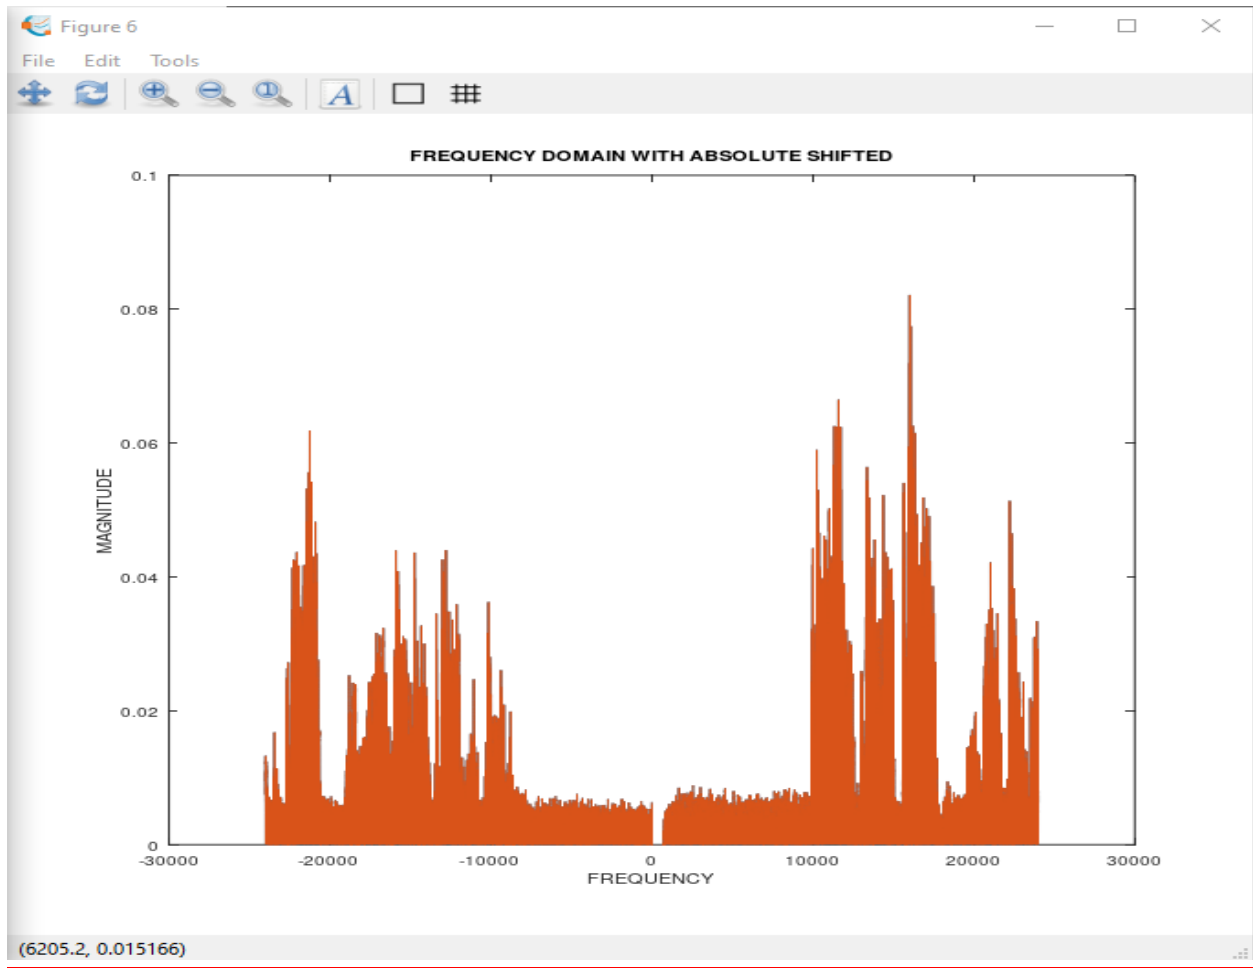 Figure 6
File Edit Tools
A
FREQUENCY DOMAIN WITH ABSOLUTE SHIFTED
0.1
0.08
0.06
MAGNITUDE
0.04
0.02
0
-30000 -20000 -10000 0 10000 20000 30000
FREQUENCY
(6205.2, 0.015166)